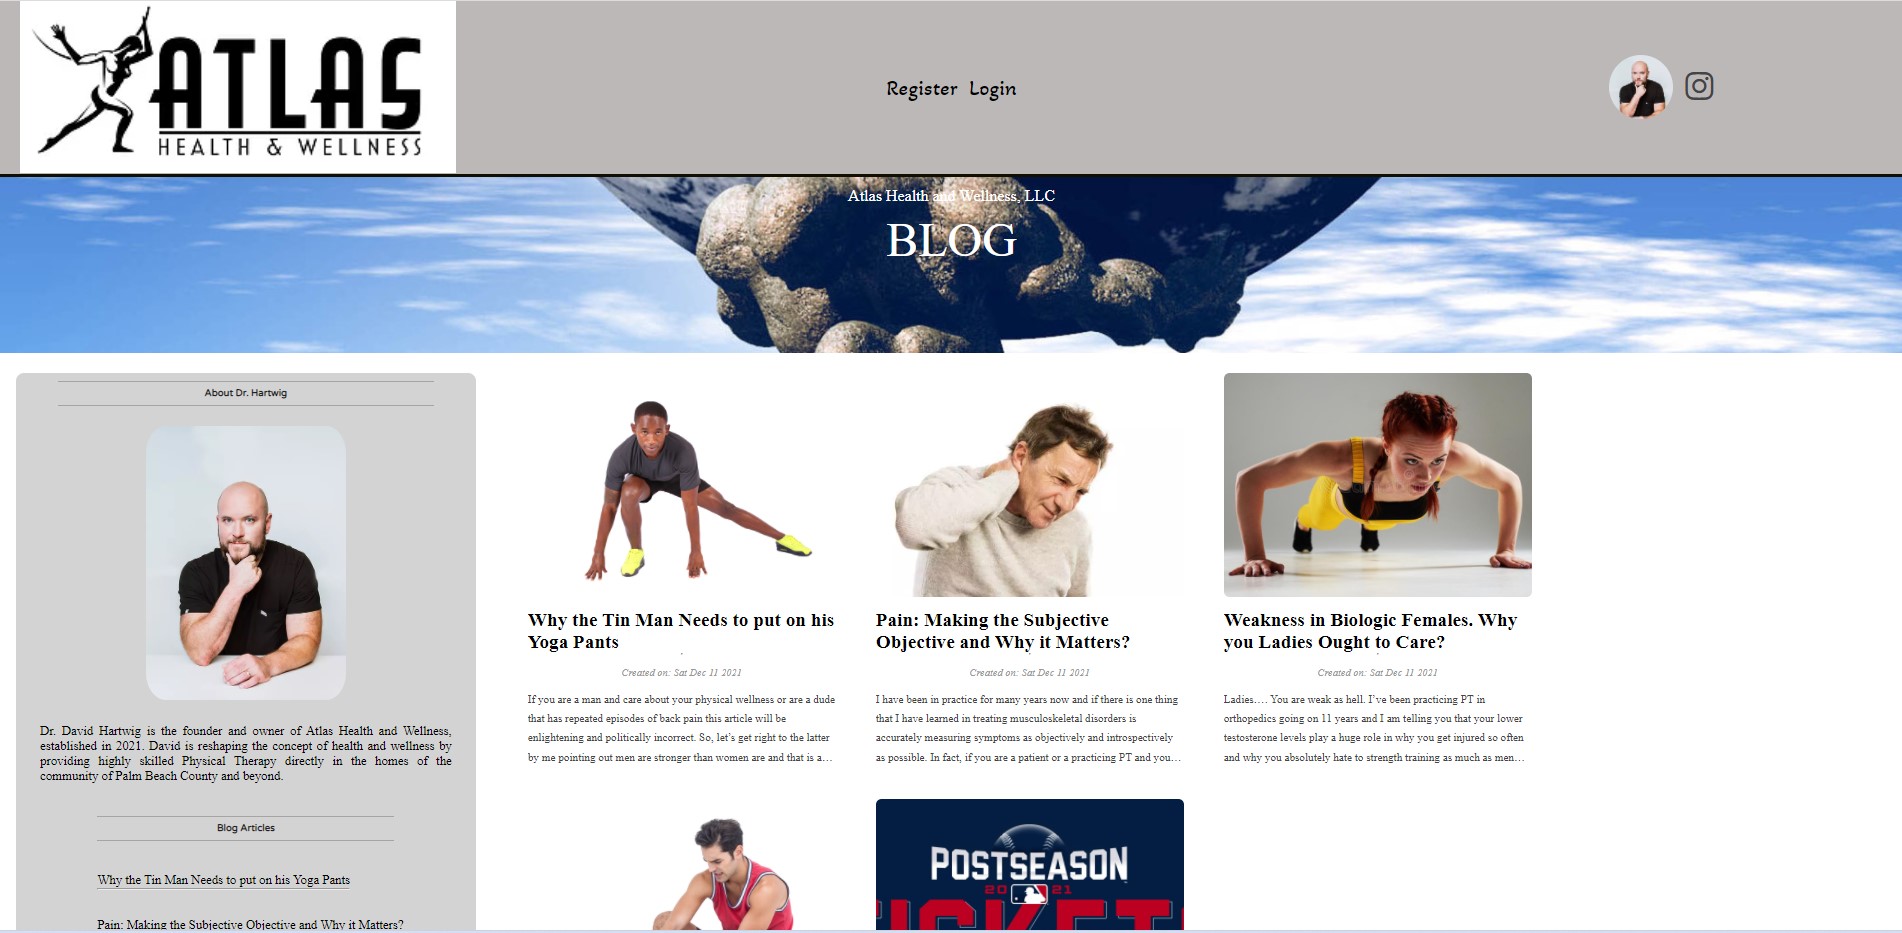 ATLAS
HEALTH & WELLNESS
Register Login
Atlas Health and Wellness, LLC
BLOG
About Dr. Hartwig
Dr. David Hartwig is the founder and owner of Atlas Health and Wellness,
established in 2021. David is reshaping the concept of health and wellness by
providing highly skilled Physical Therapy directly in the homes of the
community of Palm Beach County and beyond.
Blog Articles
Why the Tin Man Needs to put on his Yoga Pants
Pain: Making the Subjective Objective and Why it Matters?
Why the Tin Man Needs to put on his
Yoga Pants
Created on: Sat Dec 11 2021
If you are a man and care about your physical wellness or are a dude
that has repeated episodes of back pain this article will be
enlightening and politically incorrect. So, let’s get right to the latter
by me pointing out men are stronger than women are and that is a…
Pain: Making the Subjective
Objective and Why it Matters?
Created on: Sat Dec 11 2021
I have been in practice for many years now and if there is one thing
that I have learned in treating musculoskeletal disorders is
accurately measuring symptoms as objectively and introspectively
as possible. In fact, if you are a patient or a practicing PT and you…
Weakness in Biologic Females. Why
you Ladies Ought to Care?
Created on: Sat Dec 11 2021
Ladies…. You are weak as hell. I’ve been practicing PT in
orthopedics going on 11 years and I am telling you that your lower
testosterone levels play a huge role in why you get injured so often
and why you absolutely hate to strength training as much as men…
POSTSEASON
2021
ICKET